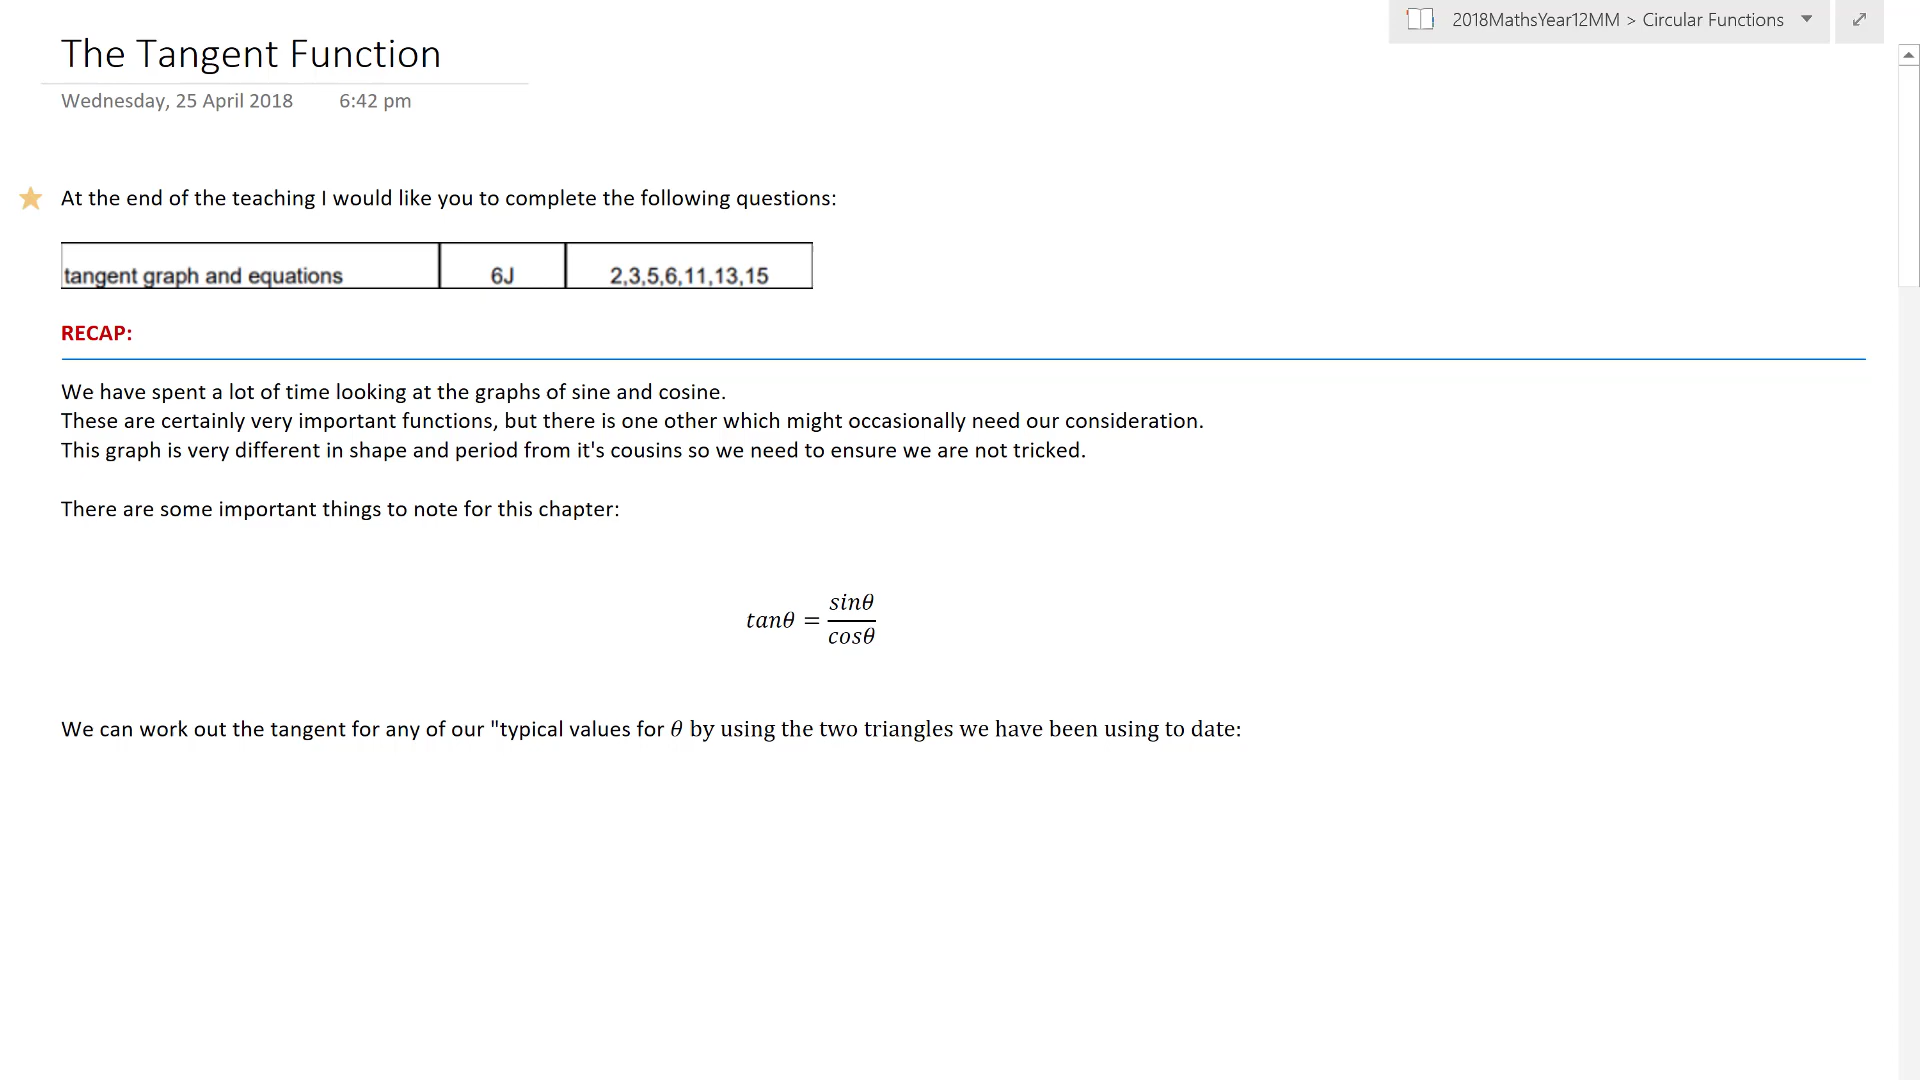 2018MathsYear12MM > Circular Functions
The Tangent Function
Wednesday, 25 April 2018 6:42 pm
At the end of the teaching I would like you to complete the following questions:
tangent graph and equations 6J 2,3,5,6,11,13,15
RECAP:
We have spent a lot of time looking at the graphs of sine and cosine.
These are certainly very important functions, but there is one other which might occasionally need our consideration.
This graph is very different in shape and period from it's cousins so we need to ensure we are not tricked.
There are some important things to note for this chapter:
tanθ = sinθ/cosθ
We can work out the tangent for any of our "typical values for θ by using the two triangles we have been using to date: